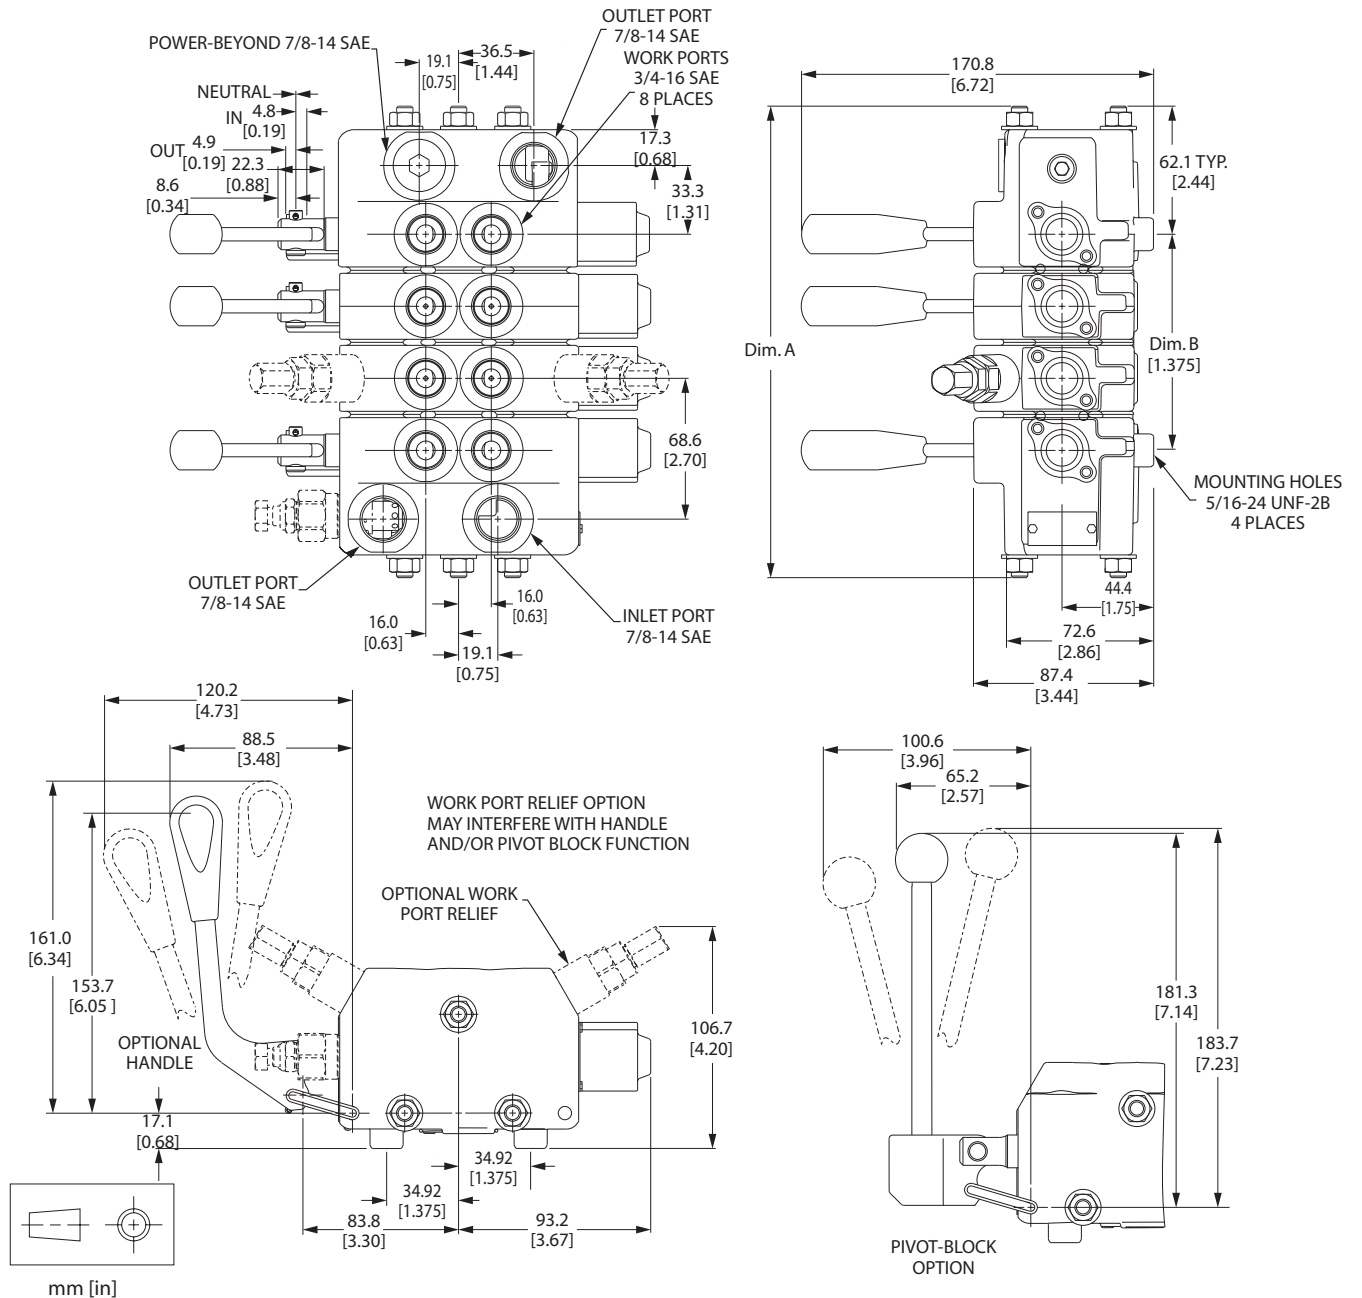 OUTLET PORT
7/8-14 SAE
POWER-BEYOND 7/8-14 SAE
19.1
[0.75]
36.5
[1.44]
WORK PORTS
3/4-16 SAE
8 PLACES
NEUTRAL
IN
4.8
[0.19]
OUT
4.9
[0.19]
22.3
[0.88]
8.6
[0.34]
17.3
[0.68]
33.3
[1.31]
68.6
[2.70]
OUTLET PORT
7/8-14 SAE
16.0
[0.63]
16.0
[0.63]
19.1
[0.75]
INLET PORT
7/8-14 SAE
170.8
[6.72]
62.1 TYP.
[2.44]
Dim. A
Dim. B
[1.375]
MOUNTING HOLES
5/16-24 UNF-2B
4 PLACES
44.4
[1.75]
72.6
[2.86]
87.4
[3.44]
120.2
[4.73]
88.5
[3.48]
WORK PORT RELIEF OPTION
MAY INTERFERE WITH HANDLE
AND/OR PIVOT BLOCK FUNCTION
OPTIONAL WORK
PORT RELIEF
161.0
[6.34]
153.7
[6.05 ]
OPTIONAL
HANDLE
17.1
[0.68]
106.7
[4.20]
34.92
[1.375]
34.92
[1.375]
83.8
[3.30]
93.2
[3.67]
mm [in]
100.6
[3.96]
65.2
[2.57]
181.3
[7.14]
183.7
[7.23]
PIVOT-BLOCK
OPTION